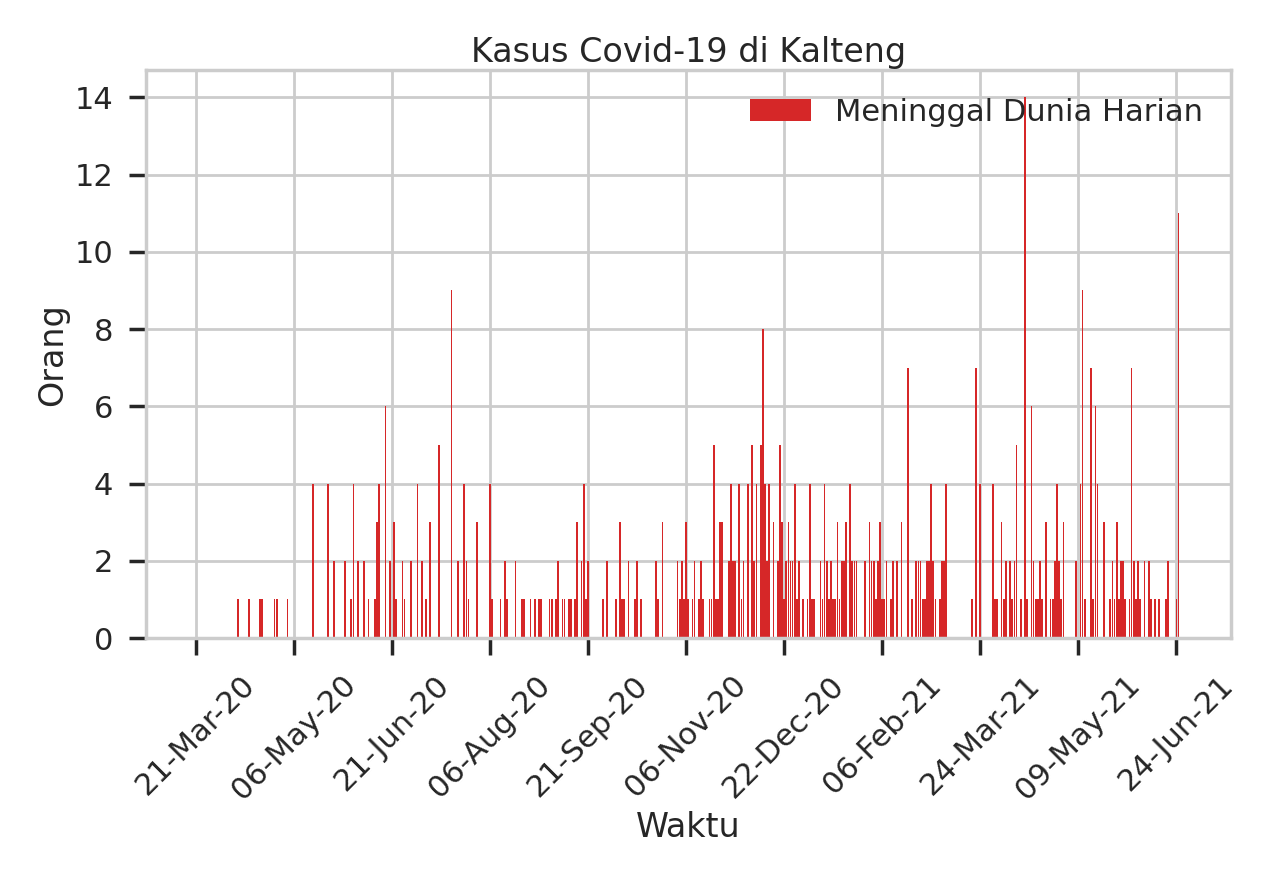 Kasus Covid-19 di Kalteng
Meninggal Dunia Harian
Orang
14
12
10
8
6
4
2
0
21-Mar-20
06-May-20
21-Jun-20
06-Aug-20
21-Sep-20
06-Nov-20
22-Dec-20
06-Feb-21
24-Mar-21
09-May-21
24-Jun-21
Waktu